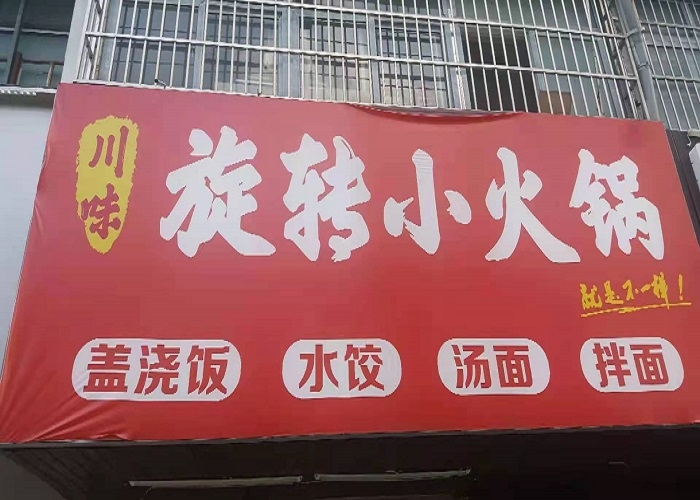 川味
旋转小火锅
就是不一样！
盖浇饭 水饺 汤面 拌面